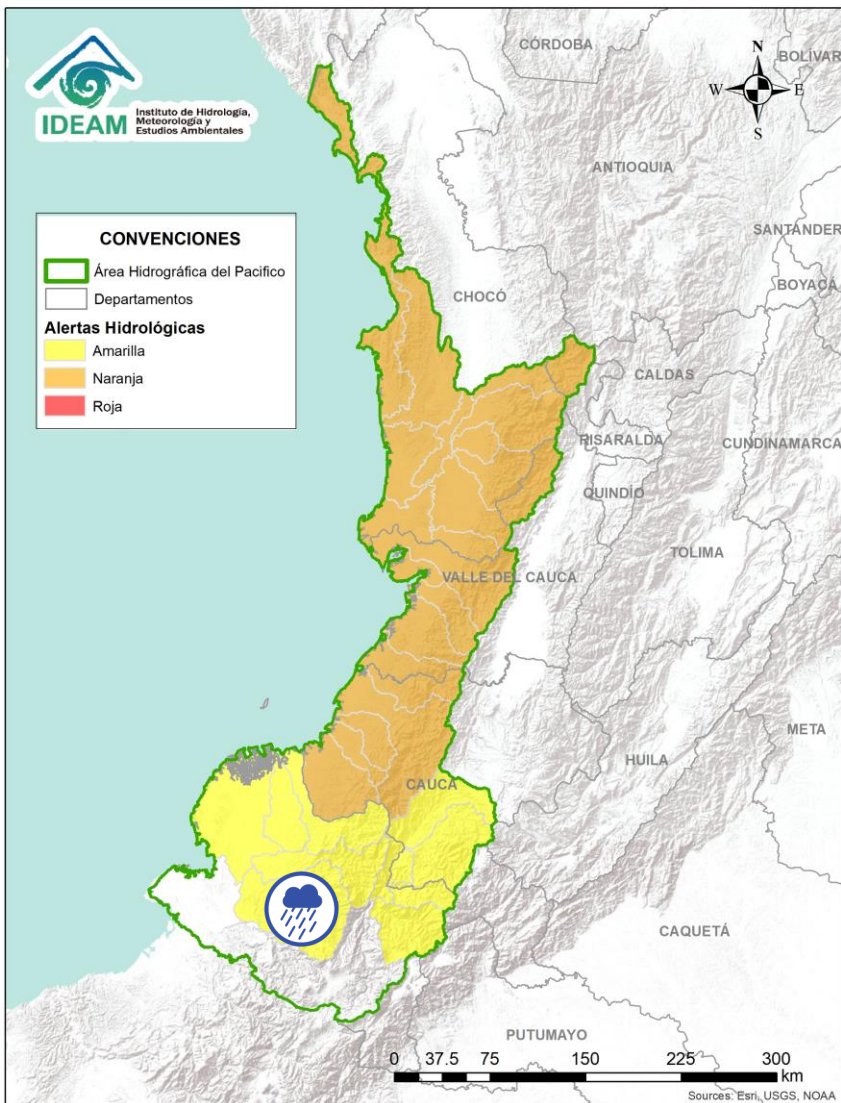 IDEAM
Instituto de Hidrología,
Meteorología y
Estudios Ambientales
CÓRDOBA
BOLÍVAR
N
W
E
S
ANTIOQUIA
SANTANDER
BOYACÁ
CONVENCIONES
Área Hidrográfica del Pacifico
Departamentos
Alertas Hidrológicas
Amarilla
Naranja
Roja
CHOCÓ
CALDAS
RISARALDA
CUNDINAMARCA
QUINDÍO
TOLIMA
VALLE DEL CAUCA
META
HUILA
CAUCA
CAQUETÁ
PUTUMAYO
0 37.5 75 150 225 300
km
Sources: Esri, USGS, NOAA